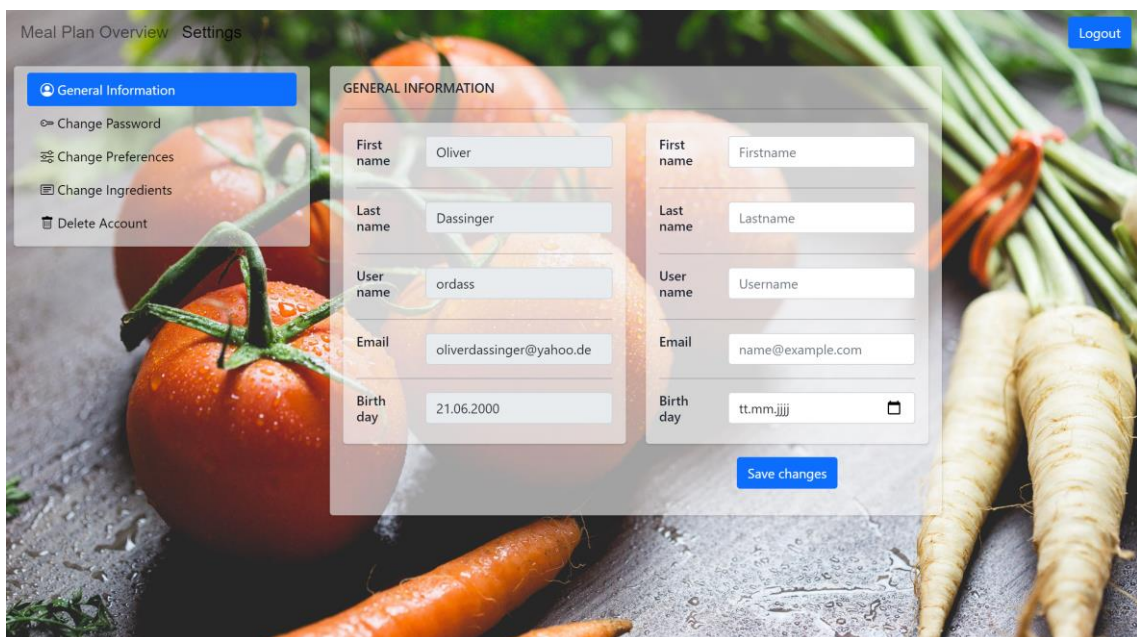 Meal Plan Overview Settings
Logout
General Information
Change Password
Change Preferences
Change Ingredients
Delete Account
GENERAL INFORMATION
First name
Oliver
Last name
Dassinger
User name
ordass
Email
oliverdassinger@yahoo.de
Birth day
21.06.2000
First name
Firstname
Last name
Lastname
User name
Username
Email
name@example.com
Birth day
tt.mm.jjjj
Save changes